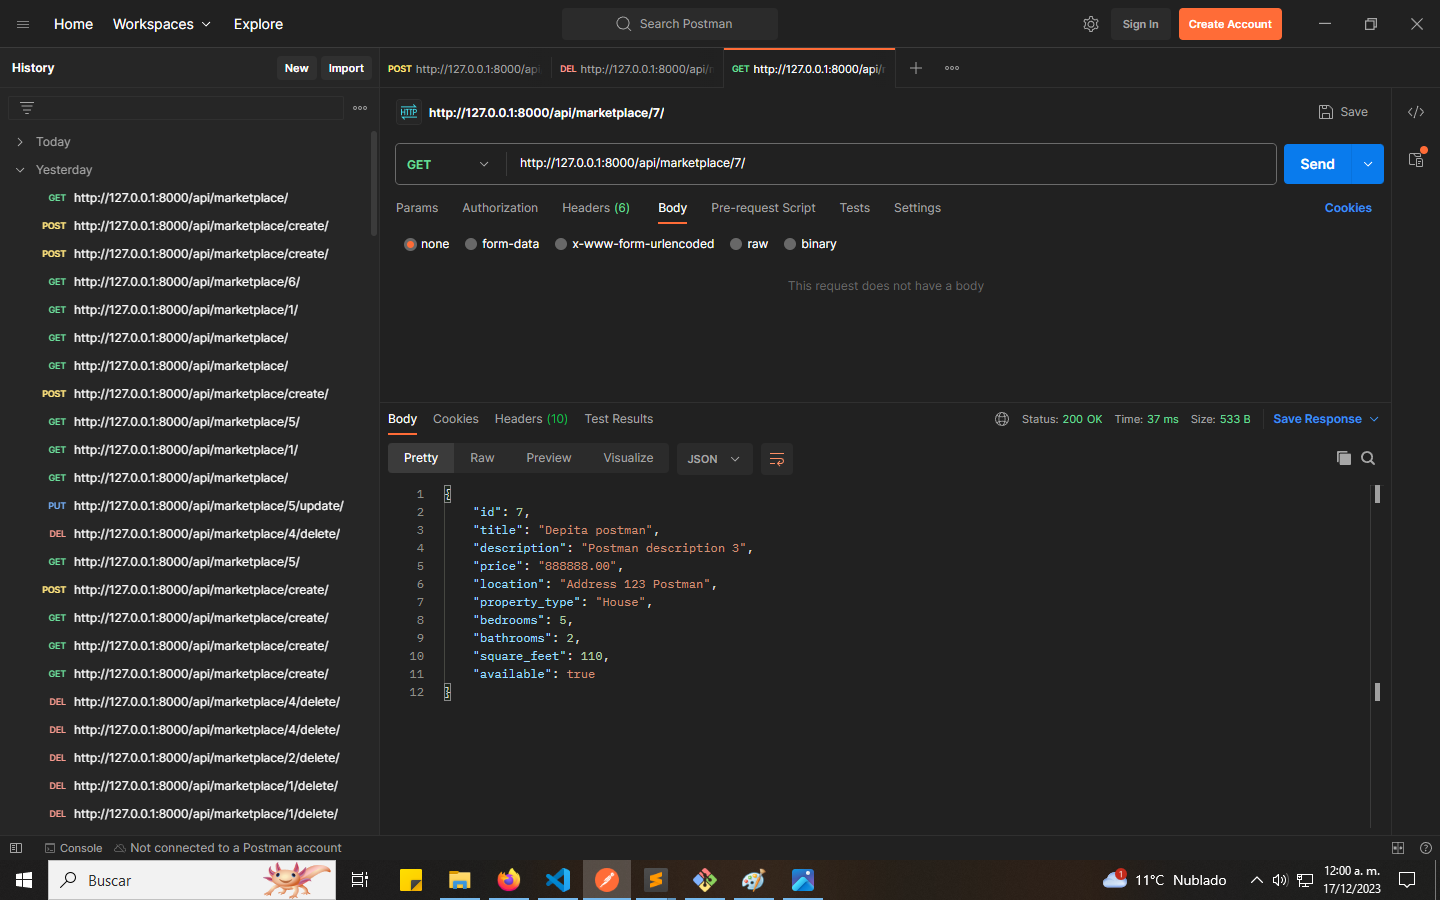 Home Workspaces Explore Search Postman Sign In Create Account
History New Import
POST http://127.0.0.1:8000/api DEL http://127.0.0.1:8000/api/ GET http://127.0.0.1:8000/api/
HTTP http://127.0.0.1:8000/api/marketplace/7/ Save
GET http://127.0.0.1:8000/api/marketplace/7/ Send
Params Authorization Headers (6) Body Pre-request Script Tests Settings Cookies
none form-data x-www-form-urlencoded raw binary
This request does not have a body
Today
Yesterday
GET http://127.0.0.1:8000/api/marketplace/
POST http://127.0.0.1:8000/api/marketplace/create/
POST http://127.0.0.1:8000/api/marketplace/create/
GET http://127.0.0.1:8000/api/marketplace/6/
GET http://127.0.0.1:8000/api/marketplace/1/
GET http://127.0.0.1:8000/api/marketplace/
GET http://127.0.0.1:8000/api/marketplace/
POST http://127.0.0.1:8000/api/marketplace/create/
GET http://127.0.0.1:8000/api/marketplace/5/
GET http://127.0.0.1:8000/api/marketplace/1/
GET http://127.0.0.1:8000/api/marketplace/
PUT http://127.0.0.1:8000/api/marketplace/5/update/
DEL http://127.0.0.1:8000/api/marketplace/4/delete/
GET http://127.0.0.1:8000/api/marketplace/5/
POST http://127.0.0.1:8000/api/marketplace/create/
GET http://127.0.0.1:8000/api/marketplace/create/
GET http://127.0.0.1:8000/api/marketplace/create/
GET http://127.0.0.1:8000/api/marketplace/create/
DEL http://127.0.0.1:8000/api/marketplace/4/delete/
DEL http://127.0.0.1:8000/api/marketplace/4/delete/
DEL http://127.0.0.1:8000/api/marketplace/2/delete/
DEL http://127.0.0.1:8000/api/marketplace/1/delete/
DEL http://127.0.0.1:8000/api/marketplace/1/delete/
Body Cookies Headers (10) Test Results Status: 200 OK Time: 37 ms Size: 533 B Save Response
Pretty Raw Preview Visualize JSON
1 {
2 "id": 7,
3 "title": "Depita postman",
4 "description": "Postman description 3",
5 "price": "888888.00",
6 "location": "Address 123 Postman",
7 "property_type": "House",
8 "bedrooms": 5,
9 "bathrooms": 2,
10 "square_feet": 110,
11 "available": true
12 }
Console Not connected to a Postman account
Buscar 1 11°C Nublado 12:00 a. m.
17/12/2023